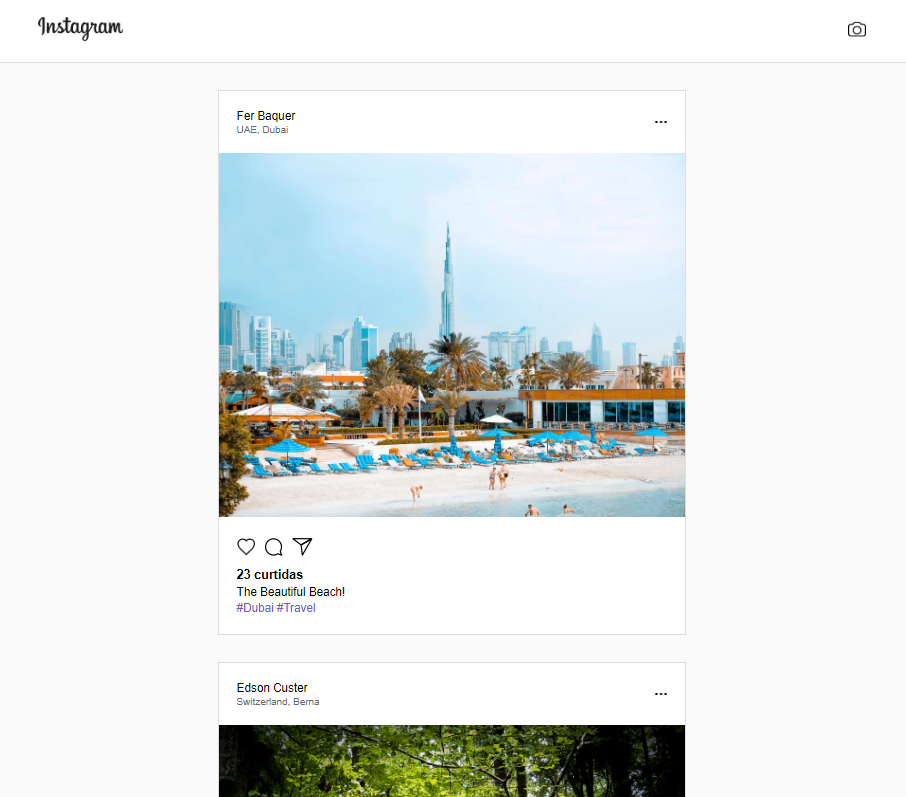 Instagram
Fer Baquer
UAE, Dubai
23 curtidas
The Beautiful Beach!
#Dubai #Travel
Edson Custer
Switzerland, Berna